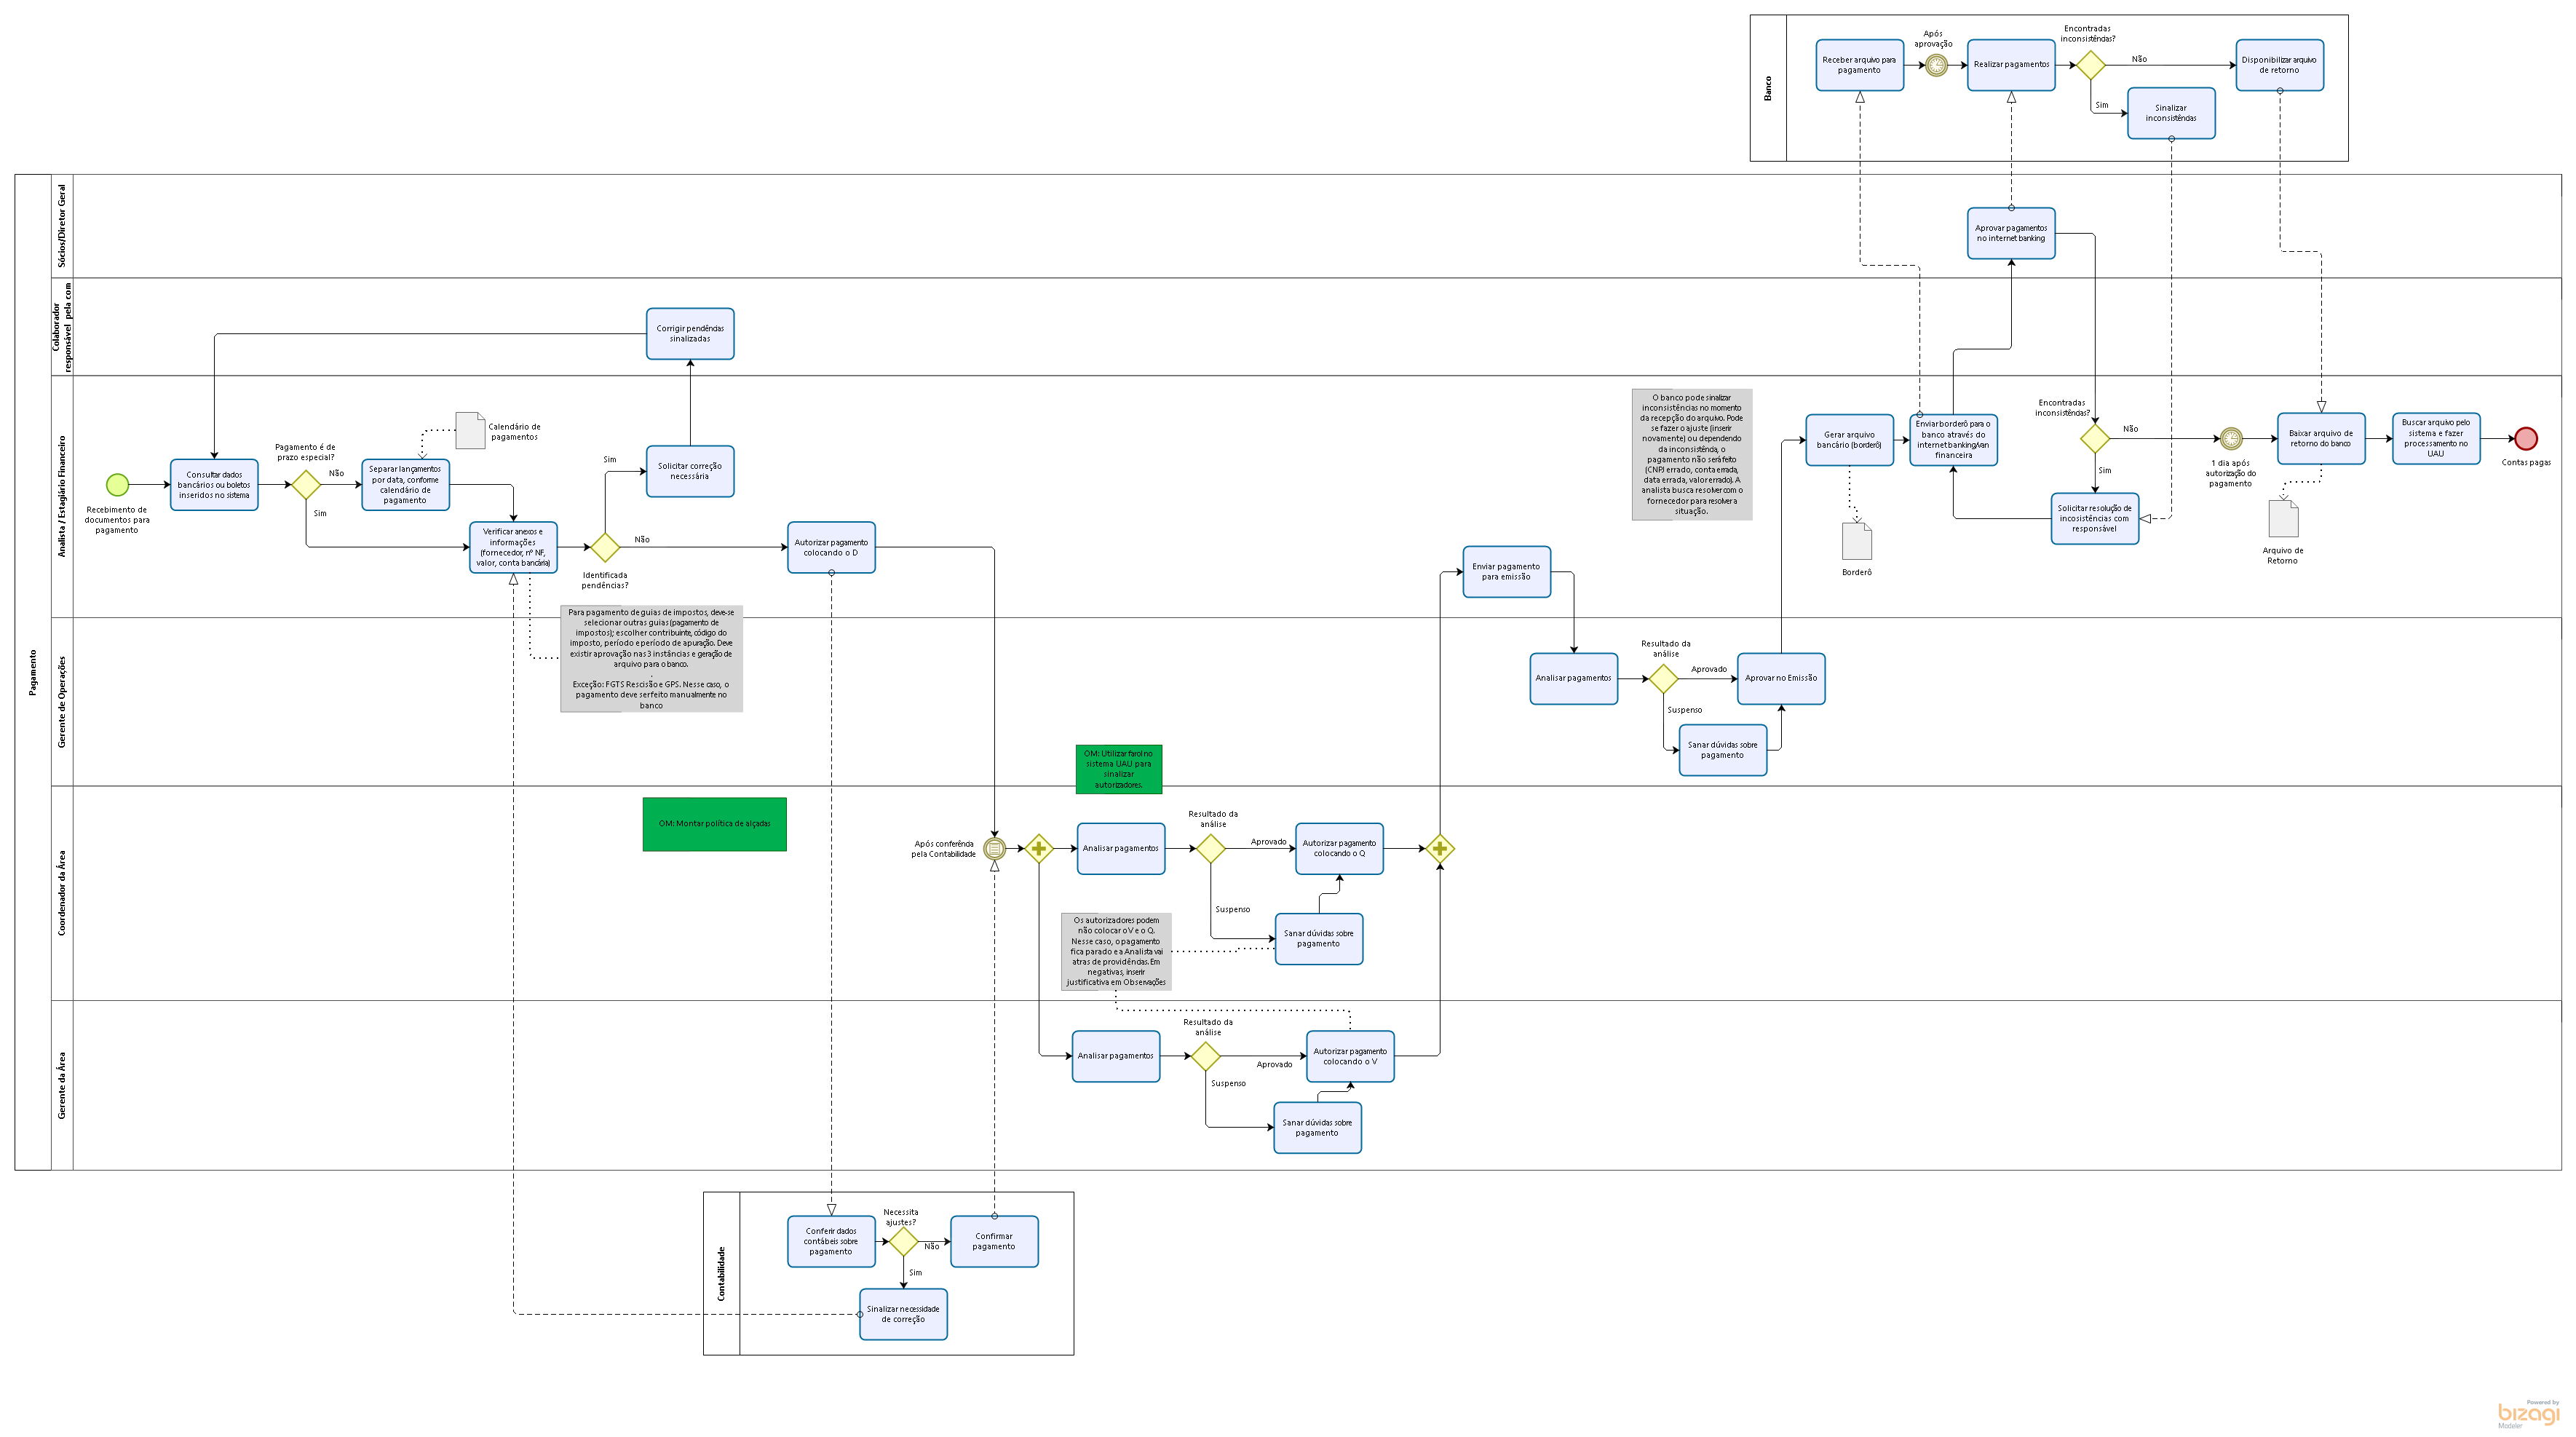 Banco
Receber arquivo para
pagamento
Após
aprovação
Realizar pagamentos
Encontradas
inconsistências?
Não
Sim
Disponibilizar arquivo
de retorno
Sinalizar
inconsistêndas
Pagamento
Sócios/Diretor Geral
Aprovar pagamentos
no internet banking
Colaborador
responsável pela com
Corrigir pendêndas
sinalizadas
Analista / Estagiário Financeiro
Recebimento de
documentos para
pagamento
Consultar dados
bancários ou boletos
inseridos no sistema
Pagamento é de
prazo especial?
Não
Sim
Separar lançamentos
por data, conforme
calendário de
pagamento
Calendário de
pagamentos
Verificar anexos e
informações
(fornecedor, nº NF,
valor, conta bancária)
Identificada
pendências?
Sim
Não
Solicitar correção
necessária
Autorizar pagamento
colocando o D
Para pagamento de guias de impostos, deve-se
selecionar outras guias (pagamento de
impostos); escolher contribuinte, código do
imposto, período e período de apuração. Deve
existir aprovação nas 3 instâncias e geração de
arquivo para o banco.
.
Exceção: FGTS Rescisão e GPS. Nesse caso, o
pagamento deve ser feito manualmente no
banco
Enviar pagamento
para emissão
O banco pode sinalizar
inconsistências no momento
da recepção do arquivo. Pode
se fazer o ajuste (inserir
novamente) ou dependendo
da inconsistência, o
pagamento não será feito
(CNPJ errado, conta errada,
data errada, valor errado). A
analista busca resolver com o
fornecedor para resolver a
situação.
Gerar arquivo
bancário (borderô)
Borderô
Enviar borderô para o
banco através do
internet banking/van
financeira
Encontradas
inconsistências?
Não
Sim
Solicitar resolução de
incosistências com
responsável
1 dia após
autorização do
pagamento
Baixar arquivo de
retorno do banco
Arquivo de
Retorno
Buscar arquivo pelo
sistema e fazer
processamento no
UAU
Contas pagas
Gerente de Operações
Analisar pagamentos
Resultado da
análise
Aprovado
Suspenso
Aprovar no Emissão
Sanar dúvidas sobre
pagamento
OM: Utilizar farol no
sistema UAU para
sinalizar
autorizadores.
Coordenador da Área
OM: Montar política de alçadas
Após conferência
pela Contabilidade
Analisar pagamentos
Resultado da
análise
Aprovado
Suspenso
Autorizar pagamento
colocando o Q
Sanar dúvidas sobre
pagamento
Os autorizadores podem
não colocar o V e o Q.
Nesse caso, o pagamento
fica parado e a Analista vai
atras de providências. Em
negativas, inserir
justificativa em Observações
Gerente da Área
Analisar pagamentos
Resultado da
análise
Aprovado
Suspenso
Autorizar pagamento
colocando o V
Sanar dúvidas sobre
pagamento
Contabilidade
Conferir dados
contábeis sobre
pagamento
Necessita
ajustes?
Não
Sim
Confirmar
pagamento
Sinalizar necessidade
de correção
Powered by
bizagi
Modeler